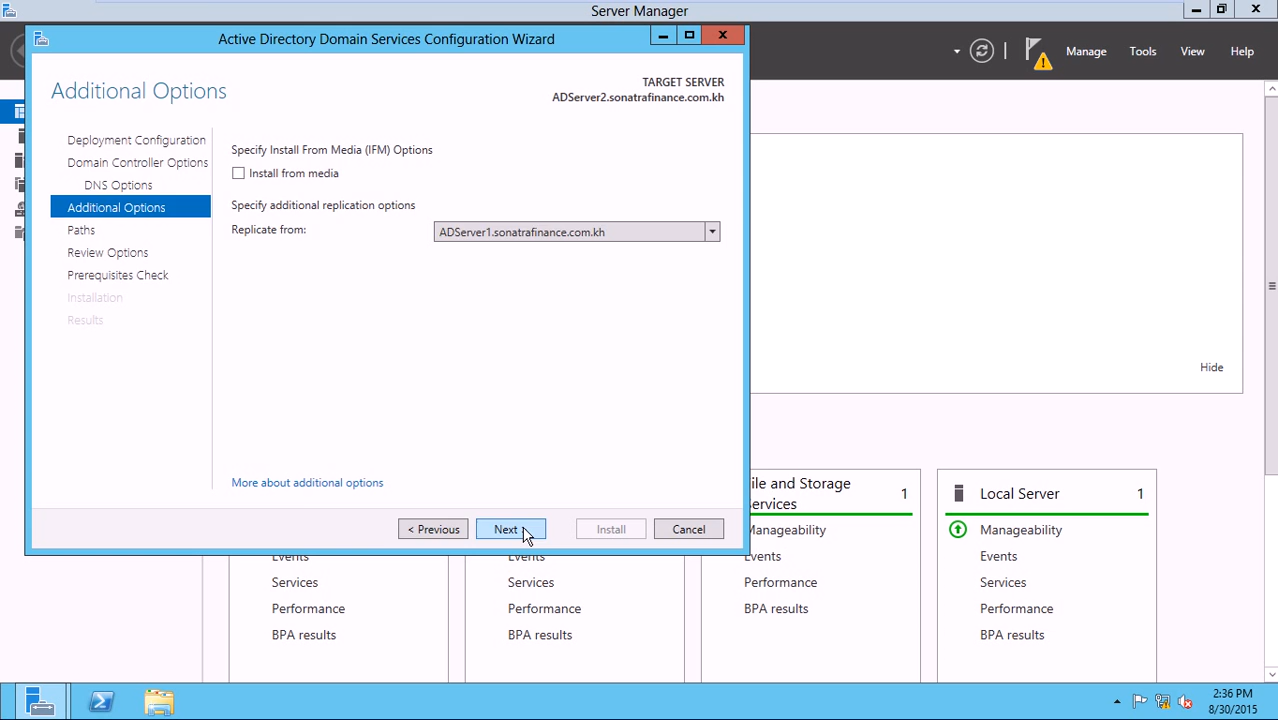 Server Manager
Active Directory Domain Services Configuration Wizard
Manage
Tools
View
Help
Additional Options
TARGET SERVER
ADServer2.sonatrafinance.com.kh
Deployment Configuration
Domain Controller Options
DNS Options
Additional Options
Paths
Review Options
Prerequisites Check
Installation
Results
Specify Install From Media (IFM) Options
Install from media
Specify additional replication options
Replicate from:
ADServer1.sonatrafinance.com.kh
More about additional options
< Previous
Next
Install
Cancel
Hide
Events
Services
Performance
BPA results
Events
Services
Performance
BPA results
ile and Storage
ervices
1
Manageability
Events
Performance
BPA results
Local Server
1
Manageability
Events
Services
Performance
BPA results
2:36 PM
8/30/2015